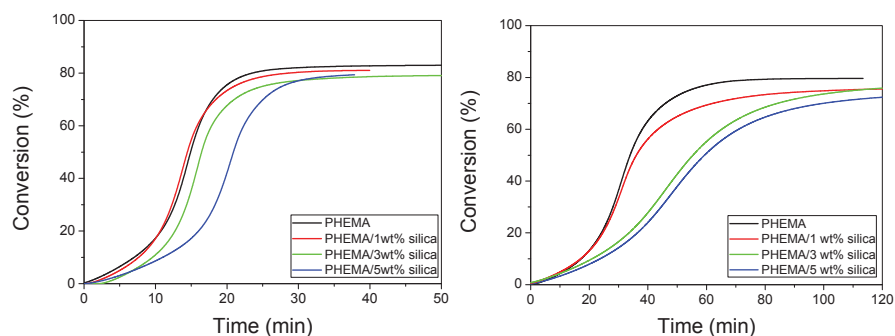 100
80
60
40
20
0
0 10 20 30 40 50
Conversion (%)
Time (min)
PHEMA
PHEMA/1wt% silica
PHEMA/3wt% silica
PHEMA/5wt% silica
100
80
60
40
20
0
0 20 40 60 80 100 120
Conversion (%)
Time (min)
PHEMA
PHEMA/1 wt% silica
PHEMA/3 wt% silica
PHEMA/5 wt% silica